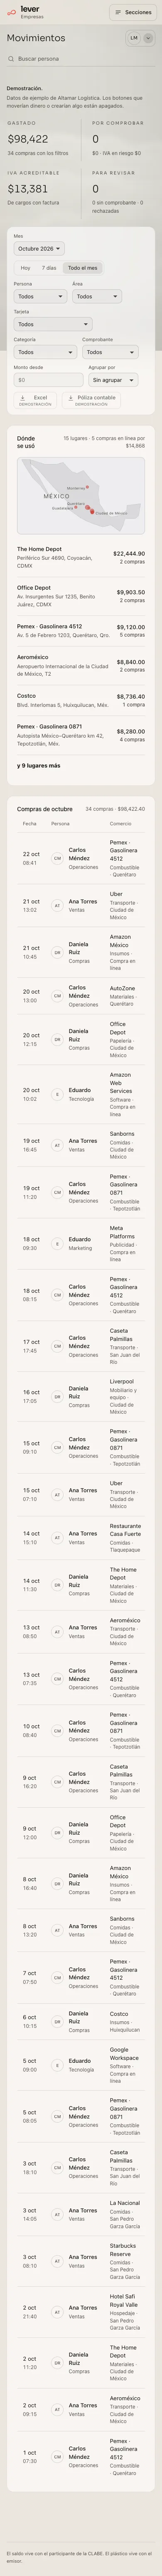 lever
Empresas
Secciones
Movimientos
LM
Buscar persona
Demostración.
Datos de ejemplo de Altamar Logística. Los botones que
moverían dinero o crearían algo están apagados.
GASTADO
$98,422
34 compras con los filtros
POR COMPROBAR
0
$0 · IVA en riesgo $0
IVA ACREDITABLE
$13,381
De cargos con factura
PARA REVISAR
0
0 sin comprobante · 0
rechazadas
Mes
Octubre 2026
Hoy
7 días
Todo el mes
Persona
Área
Todos
Todos
Tarjeta
Todos
Categoría
Comprobante
Todos
Todos
Monto desde
Agrupar por
$0
Sin agrupar
Excel
DEMOSTRACIÓN
Póliza contable
DEMOSTRACIÓN
Dónde
se usó
15 lugares · 5 compras en línea por
$14,868
MÉXICO
Monterrey
Querétaro
Guadalajara
Ciudad de México
The Home Depot
Periférico Sur 4690, Coyoacán,
CDMX
$22,444.90
2 compras
Office Depot
Av. Insurgentes Sur 1235, Benito
Juárez, CDMX
$9,903.50
2 compras
Pemex · Gasolinera 4512
Av. 5 de Febrero 1203, Querétaro, Qro.
$9,120.00
5 compras
Aeroméxico
Aeropuerto Internacional de la Ciudad
de México, T2
$8,840.00
2 compras
Costco
Blvd. Interlomas 5, Huixquilucan, Méx.
$8,736.40
1 compra
Pemex · Gasolinera 0871
Autopista México-Querétaro km 42,
Tepotzotlán, Méx.
$8,280.00
4 compras
y 9 lugares más
Compras de octubre
34 compras · $98,422.40
Fecha
Persona
Comercio
22 oct
08:41
CM
Carlos
Méndez
Operaciones
Pemex ·
Gasolinera
4512
Combustible
· Querétaro
21 oct
13:02
AT
Ana Torres
Ventas
Uber
Transporte ·
Ciudad de
México
21 oct
10:45
DR
Daniela
Ruiz
Compras
Amazon
México
Insumos ·
Compra en
línea
20 oct
13:00
CM
Carlos
Méndez
Operaciones
AutoZone
Materiales ·
Querétaro
20 oct
12:15
DR
Daniela
Ruiz
Compras
Office
Depot
Papelería ·
Ciudad de
México
20 oct
10:02
E
Eduardo
Tecnología
Amazon
Web
Services
Software ·
Compra en
línea
19 oct
16:45
AT
Ana Torres
Ventas
Sanborns
Comidas ·
Ciudad de
México
19 oct
11:20
CM
Carlos
Méndez
Operaciones
Pemex ·
Gasolinera
0871
Combustible
· Tepotzotlán
18 oct
09:30
E
Eduardo
Marketing
Meta
Platforms
Publicidad ·
Compra en
línea
18 oct
08:15
CM
Carlos
Méndez
Operaciones
Pemex ·
Gasolinera
4512
Combustible
· Querétaro
17 oct
17:45
CM
Carlos
Méndez
Operaciones
Caseta
Palmillas
Transporte ·
San Juan del
Río
16 oct
17:05
DR
Daniela
Ruiz
Compras
Liverpool
Mobiliario y
equipo ·
Ciudad de
México
15 oct
09:10
CM
Carlos
Méndez
Operaciones
Pemex ·
Gasolinera
0871
Combustible
· Tepotzotlán
15 oct
07:10
AT
Ana Torres
Ventas
Uber
Transporte ·
Ciudad de
México
14 oct
15:10
AT
Ana Torres
Ventas
Restaurante
Casa Fuerte
Comidas ·
Tlaquepaque
14 oct
11:30
DR
Daniela
Ruiz
Compras
The Home
Depot
Materiales ·
Ciudad de
México
13 oct
08:50
AT
Ana Torres
Ventas
Aeroméxico
Transporte ·
Ciudad de
México
13 oct
07:35
CM
Carlos
Méndez
Operaciones
Pemex ·
Gasolinera
4512
Combustible
· Querétaro
10 oct
08:40
CM
Carlos
Méndez
Operaciones
Pemex ·
Gasolinera
0871
Combustible
· Tepotzotlán
9 oct
16:20
CM
Carlos
Méndez
Operaciones
Caseta
Palmillas
Transporte ·
San Juan del
Río
9 oct
12:00
DR
Daniela
Ruiz
Compras
Office
Depot
Papelería ·
Ciudad de
México
8 oct
16:40
DR
Daniela
Ruiz
Compras
Amazon
México
Insumos ·
Compra en
línea
8 oct
13:20
AT
Ana Torres
Ventas
Sanborns
Comidas ·
Ciudad de
México
7 oct
07:50
CM
Carlos
Méndez
Operaciones
Pemex ·
Gasolinera
4512
Combustible
· Querétaro
6 oct
10:15
DR
Daniela
Ruiz
Compras
Costco
Insumos ·
Huixquilucan
5 oct
09:00
E
Eduardo
Tecnología
Google
Workspace
Software ·
Compra en
línea
5 oct
08:05
CM
Carlos
Méndez
Operaciones
Pemex ·
Gasolinera
0871
Combustible
· Tepotzotlán
3 oct
18:10
CM
Carlos
Méndez
Operaciones
Caseta
Palmillas
Transporte ·
San Juan del
Río
3 oct
14:05
AT
Ana Torres
Ventas
La Nacional
Comidas ·
San Pedro
Garza García
3 oct
08:10
AT
Ana Torres
Ventas
Starbucks
Reserve
Comidas ·
San Pedro
Garza García
2 oct
21:40
AT
Ana Torres
Ventas
Hotel Safi
Royal Valle
Hospedaje ·
San Pedro
Garza García
2 oct
11:20
DR
Daniela
Ruiz
Compras
The Home
Depot
Materiales ·
Ciudad de
México
2 oct
09:15
AT
Ana Torres
Ventas
Aeroméxico
Transporte ·
Ciudad de
México
1 oct
07:30
CM
Carlos
Méndez
Operaciones
Pemex ·
Gasolinera
4512
Combustible
· Querétaro
El saldo vive con el participante de la CLABE. El plástico vive con el
emisor.